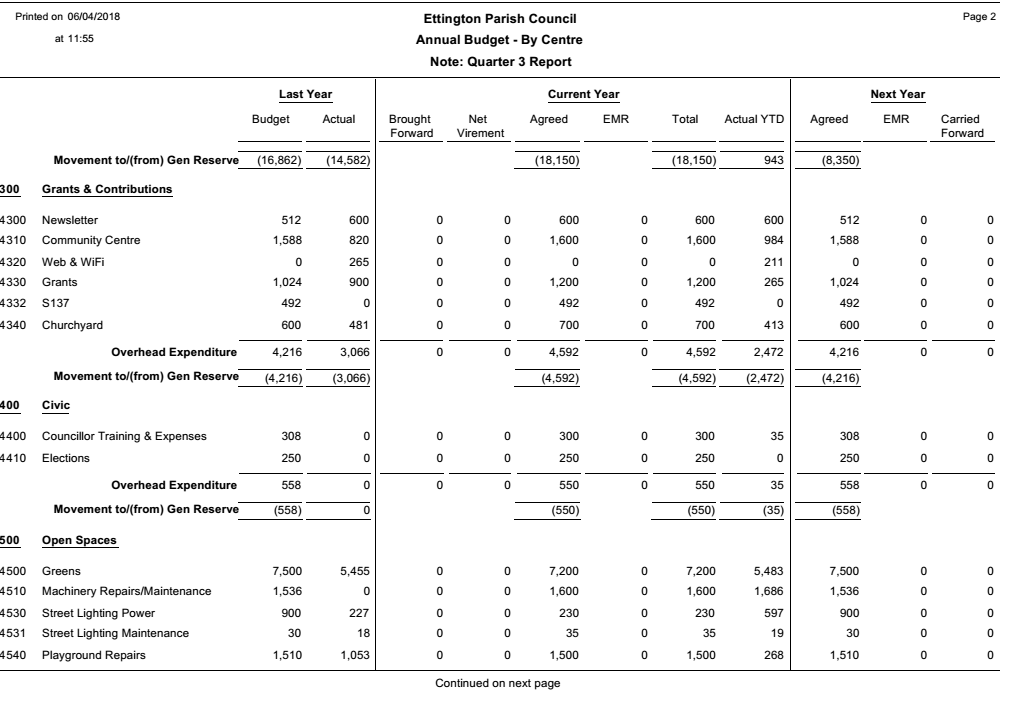 Printed on 06/04/2018 Ettington Parish Council Page 2
at 11:55 Annual Budget - By Centre
Note: Quarter 3 Report
Last Year Current Year Next Year
Budget Actual Brought Forward Net Virement Agreed EMR Total Actual YTD Agreed EMR Carried Forward
Movement to/(from) Gen Reserve (16,862) (14,582) (18,150) (18,150) 943 (8,350)
300 Grants & Contributions
4300 Newsletter 512 600 0 0 600 0 600 600 512 0 0
4310 Community Centre 1,588 820 0 0 1,600 0 1,600 984 1,588 0 0
4320 Web & WiFi 0 265 0 0 0 0 0 211 0 0 0
4330 Grants 1,024 900 0 0 1,200 0 1,200 265 1,024 0 0
4332 S137 492 0 0 0 492 0 492 0 492 0 0
4340 Churchyard 600 481 0 0 700 0 700 413 600 0 0
Overhead Expenditure 4,216 3,066 0 0 4,592 0 4,592 2,472 4,216 0 0
Movement to/(from) Gen Reserve (4,216) (3,066) (4,592) (4,592) (2,472) (4,216)
400 Civic
4400 Councillor Training & Expenses 308 0 0 0 300 0 300 35 308 0 0
4410 Elections 250 0 0 0 250 0 250 0 250 0 0
Overhead Expenditure 558 0 0 0 550 0 550 35 558 0 0
Movement to/(from) Gen Reserve (558) 0 (550) (550) (35) (558)
500 Open Spaces
4500 Greens 7,500 5,455 0 0 7,200 0 7,200 5,483 7,500 0 0
4510 Machinery Repairs/Maintenance 1,536 0 0 0 1,600 0 1,600 1,686 1,536 0 0
4530 Street Lighting Power 900 227 0 0 230 0 230 597 900 0 0
4531 Street Lighting Maintenance 30 18 0 0 35 0 35 19 30 0 0
4540 Playground Repairs 1,510 1,053 0 0 1,500 0 1,500 268 1,510 0 0
Continued on next page